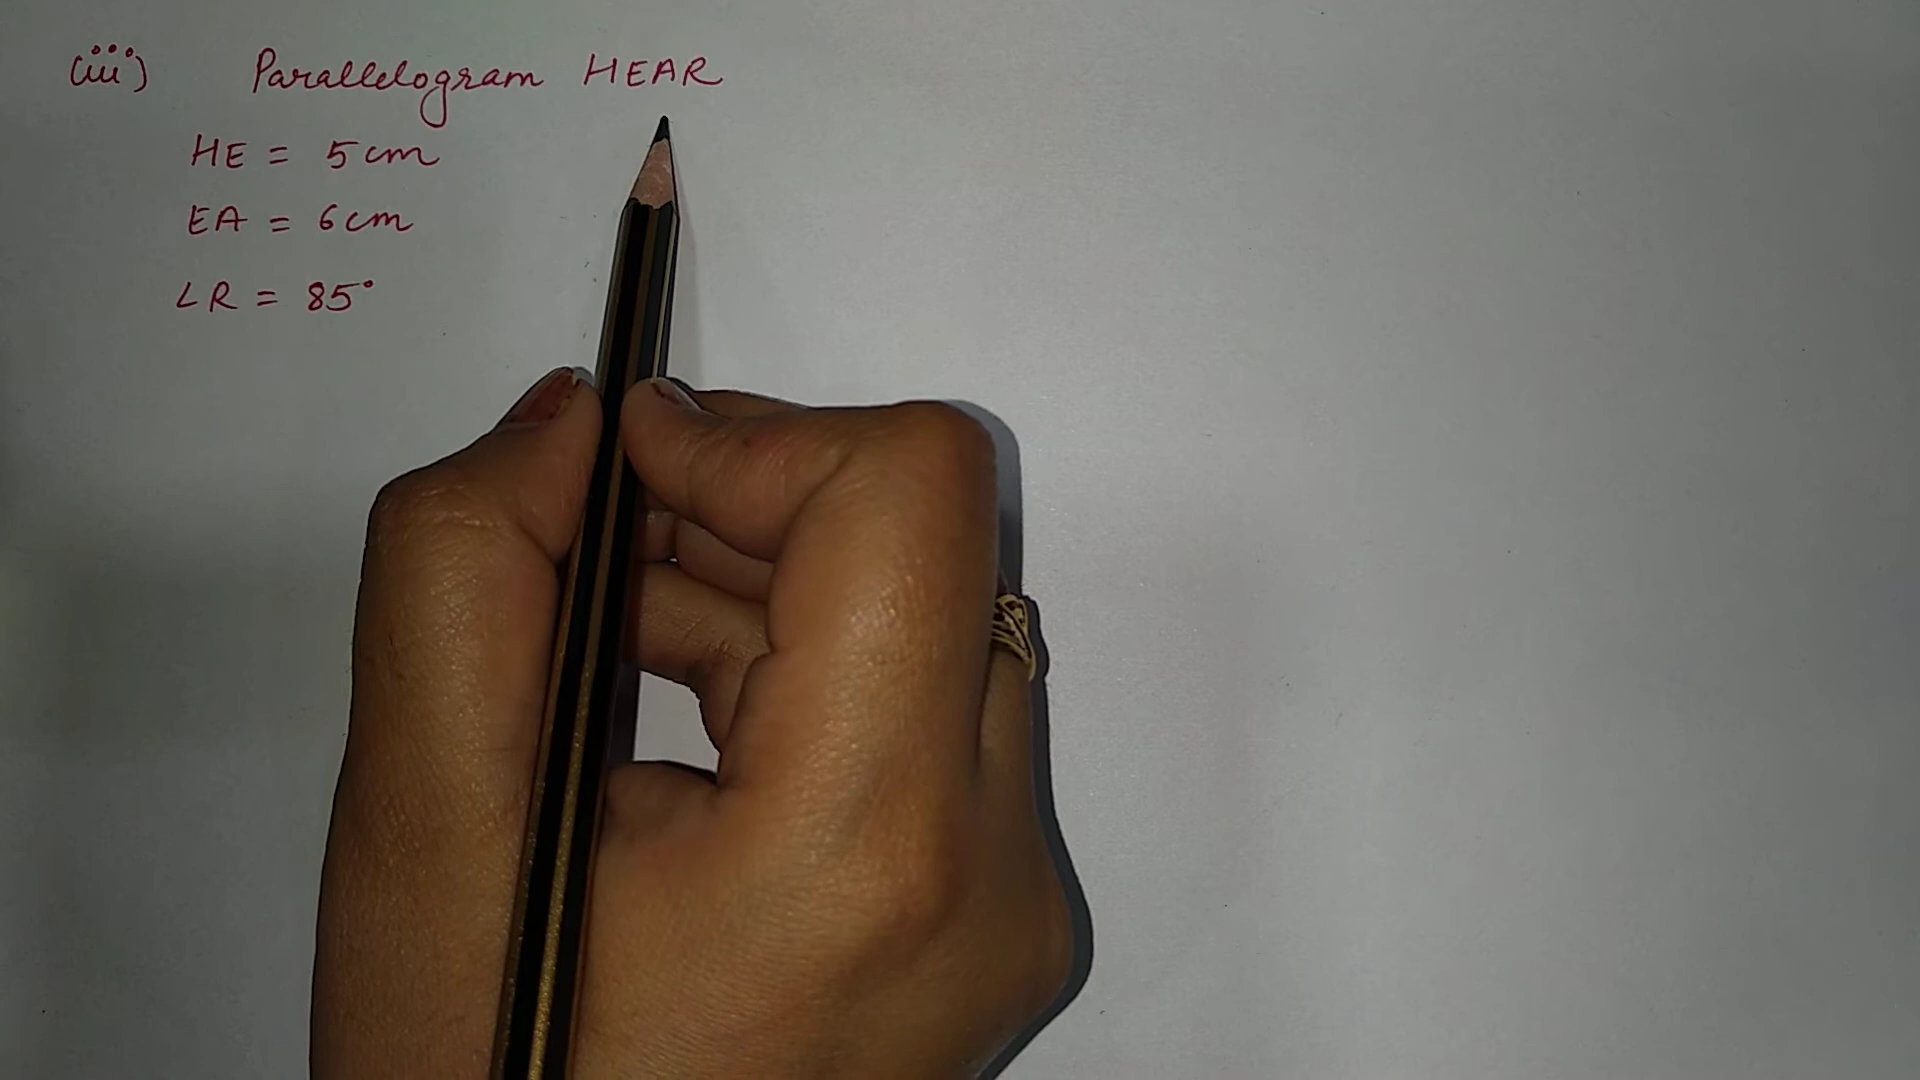 (iii) Parallelogram HEAR
HE = 5 cm
EA = 6 cm
∠R = 85°